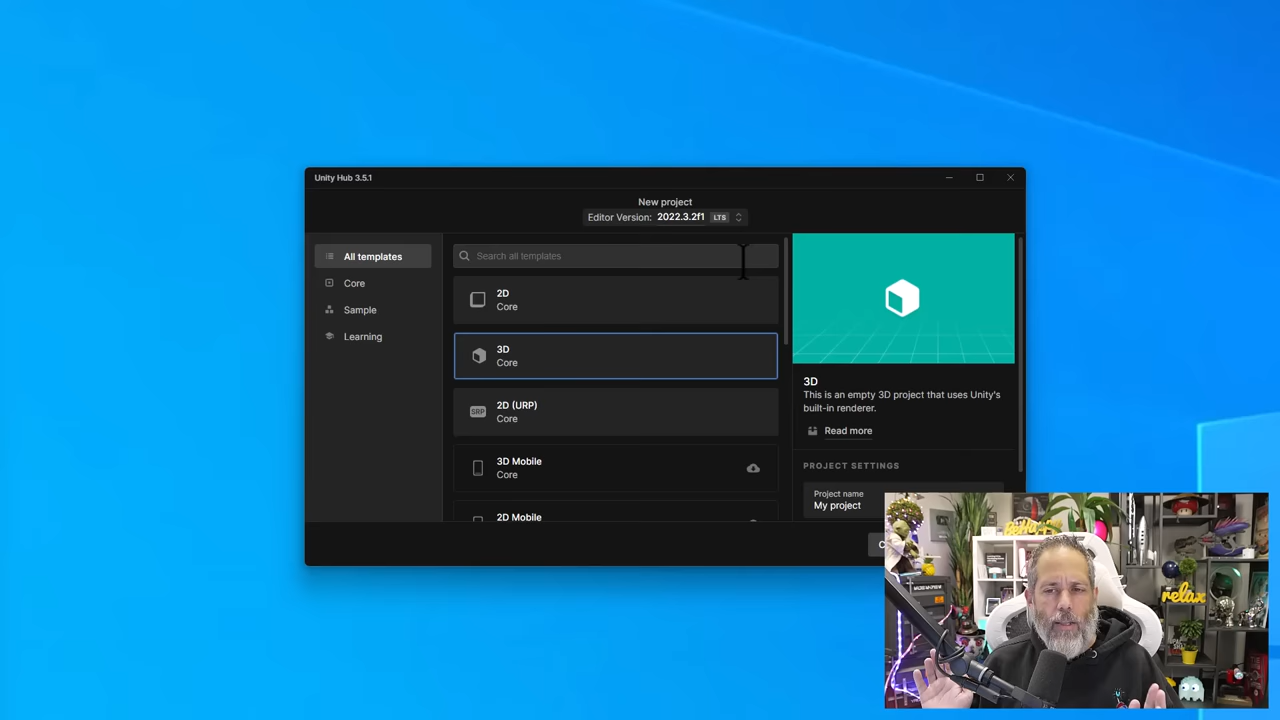 Unity Hub 3.5.1
New project
Editor Version: 2022.3.2f1 LTS
All templates
Core
Sample
Learning
Search all templates
2D
Core
3D
Core
SRP
2D (URP)
Core
3D Mobile
Core
2D Mobile
3D
This is an empty 3D project that uses Unity's
built-in renderer.
Read more
PROJECT SETTINGS
Project name
My project
relax